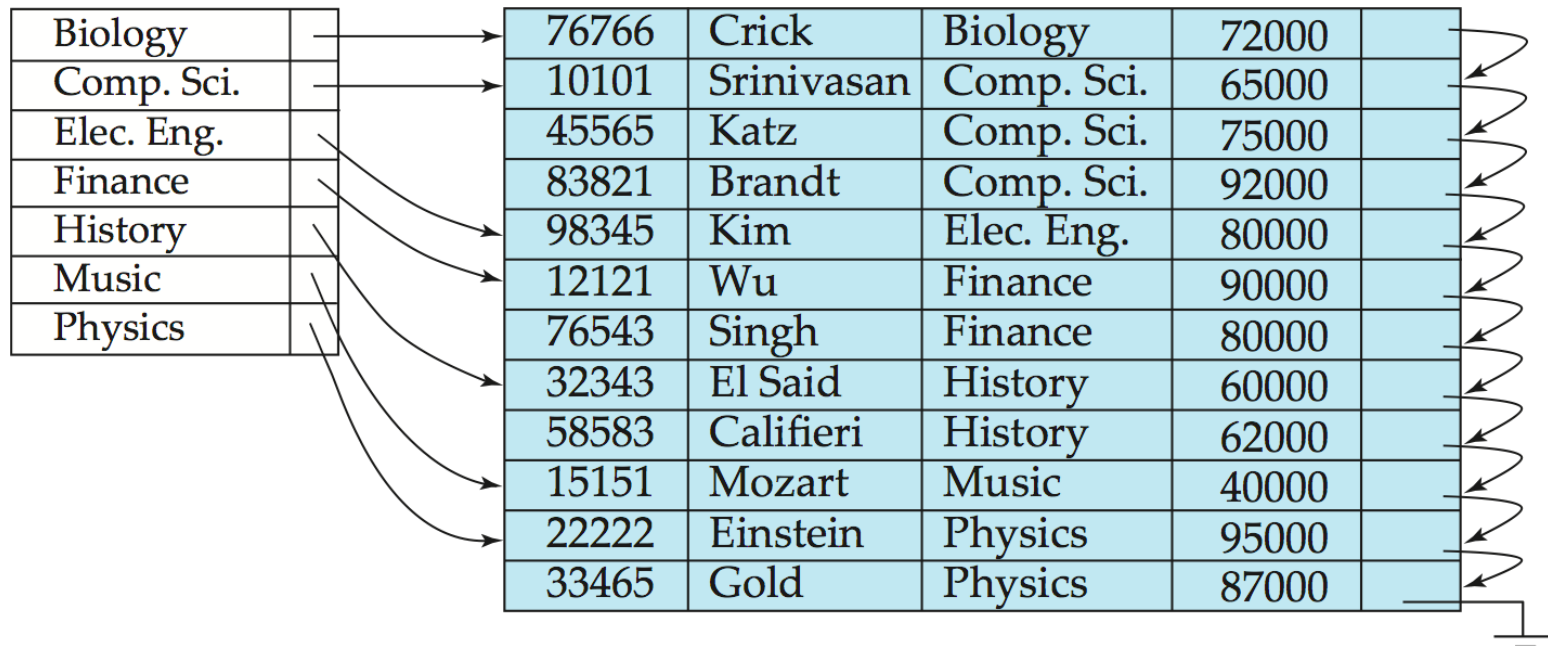 Biology
Comp. Sci.
Elec. Eng.
Finance
History
Music
Physics
76766 Crick Biology 72000
10101 Srinivasan Comp. Sci. 65000
45565 Katz Comp. Sci. 75000
83821 Brandt Comp. Sci. 92000
98345 Kim Elec. Eng. 80000
12121 Wu Finance 90000
76543 Singh Finance 80000
32343 El Said History 60000
58583 Califieri History 62000
15151 Mozart Music 40000
22222 Einstein Physics 95000
33465 Gold Physics 87000